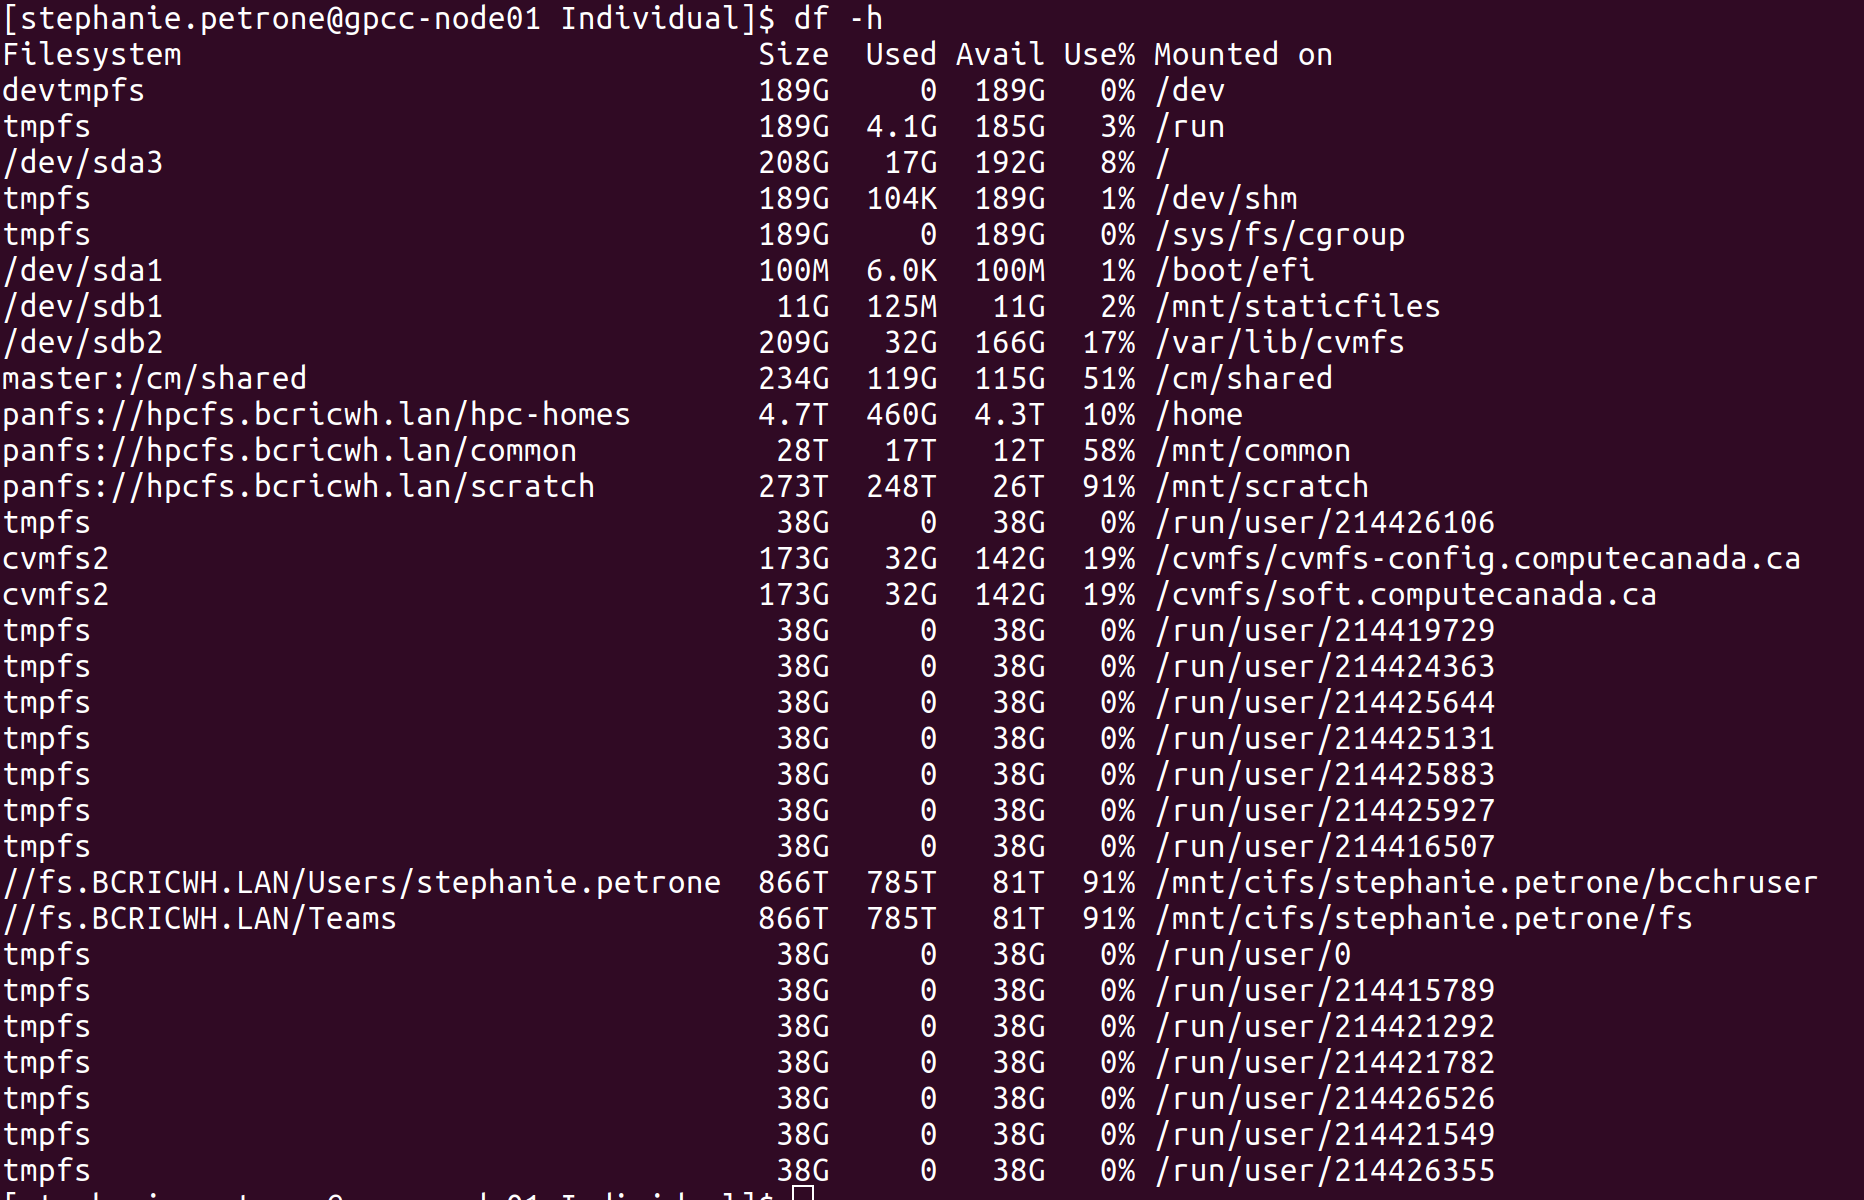 [stephanie.petrone@gpcc-node01 Individual]$ df -h
Filesystem                               Size  Used Avail Use% Mounted on
devtmpfs                                 189G     0  189G   0% /dev
tmpfs                                    189G  4.1G  185G   3% /run
/dev/sda3                                208G   17G  192G   8% /
tmpfs                                    189G  104K  189G   1% /dev/shm
tmpfs                                    189G     0  189G   0% /sys/fs/cgroup
/dev/sda1                                100M  6.0K  100M   1% /boot/efi
/dev/sdb1                                 11G  125M   11G   2% /mnt/staticfiles
/dev/sdb2                                209G   32G  166G  17% /var/lib/cvmfs
master:/cm/shared                        234G  119G  115G  51% /cm/shared
panfs://hpcfs.bcricwh.lan/hpc-homes      4.7T  460G  4.3T  10% /home
panfs://hpcfs.bcricwh.lan/common          28T   17T   12T  58% /mnt/common
panfs://hpcfs.bcricwh.lan/scratch        273T  248T   26T  91% /mnt/scratch
tmpfs                                     38G     0   38G   0% /run/user/214426106
cvmfs2                                   173G   32G  142G  19% /cvmfs/cvmfs-config.computecanada.ca
cvmfs2                                   173G   32G  142G  19% /cvmfs/soft.computecanada.ca
tmpfs                                     38G     0   38G   0% /run/user/214419729
tmpfs                                     38G     0   38G   0% /run/user/214424363
tmpfs                                     38G     0   38G   0% /run/user/214425644
tmpfs                                     38G     0   38G   0% /run/user/214425131
tmpfs                                     38G     0   38G   0% /run/user/214425883
tmpfs                                     38G     0   38G   0% /run/user/214425927
tmpfs                                     38G     0   38G   0% /run/user/214416507
//fs.BCRICWH.LAN/Users/stephanie.petrone  866T  785T   81T  91% /mnt/cifs/stephanie.petrone/bcchruser
//fs.BCRICWH.LAN/Teams                   866T  785T   81T  91% /mnt/cifs/stephanie.petrone/fs
tmpfs                                     38G     0   38G   0% /run/user/0
tmpfs                                     38G     0   38G   0% /run/user/214415789
tmpfs                                     38G     0   38G   0% /run/user/214421292
tmpfs                                     38G     0   38G   0% /run/user/214421782
tmpfs                                     38G     0   38G   0% /run/user/214426526
tmpfs                                     38G     0   38G   0% /run/user/214421549
tmpfs                                     38G     0   38G   0% /run/user/214426355